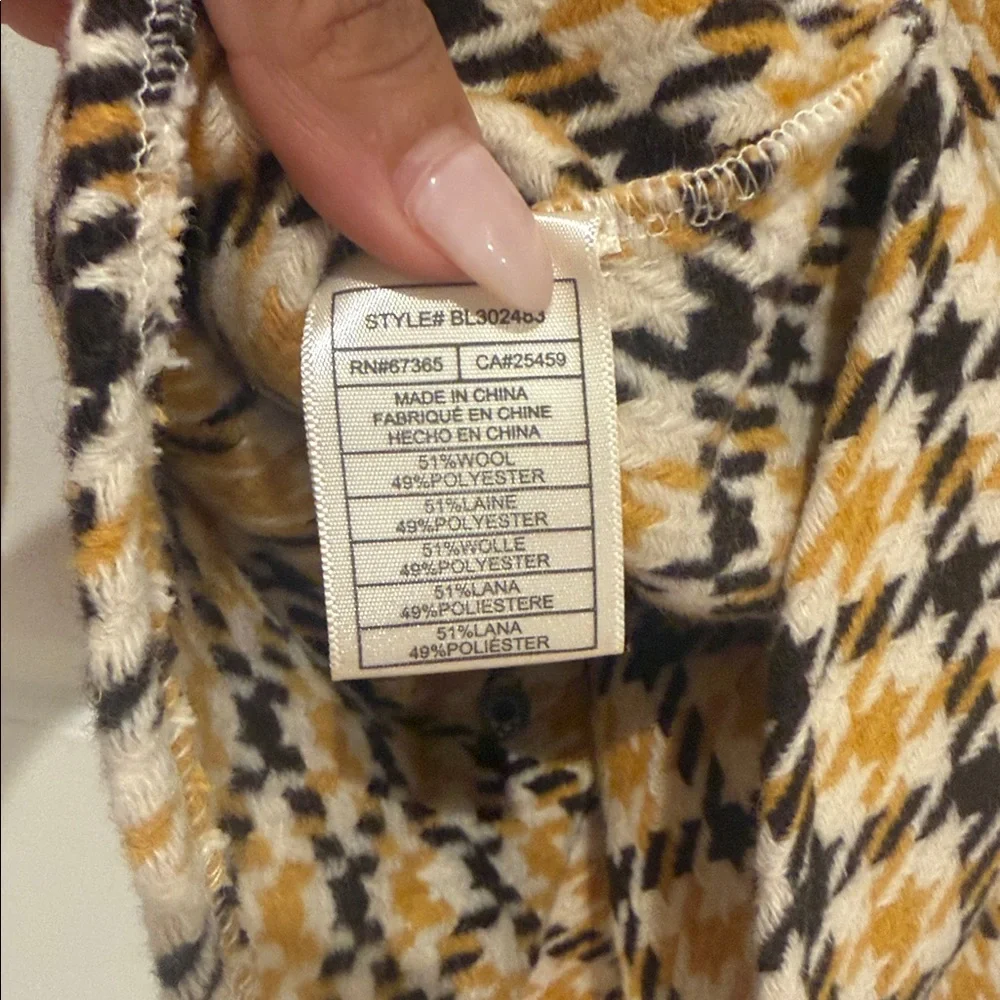 STYLE# BL302463
RN#67365 CA#25459
MADE IN CHINA
FABRIQUÉ EN CHINE
HECHO EN CHINA
51%WOOL
49%POLYESTER
51%LAINE
49%POLYESTER
51%WOLLE
49%POLYESTER
51%LANA
49%POLIESTERE
51%LANA
49%POLIÉSTER